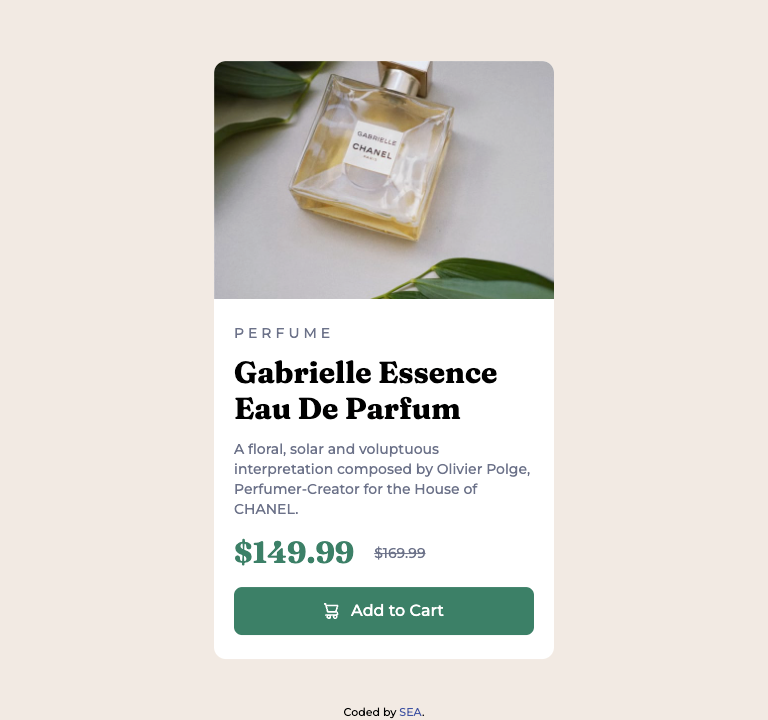 GABRIELLE
CHANEL
PARIS
PERFUME
Gabrielle Essence
Eau De Parfum
A floral, solar and voluptuous
interpretation composed by Olivier Polge,
Perfumer-Creator for the House of
CHANEL.
$149.99 $169.99
Add to Cart
Coded by SEA.